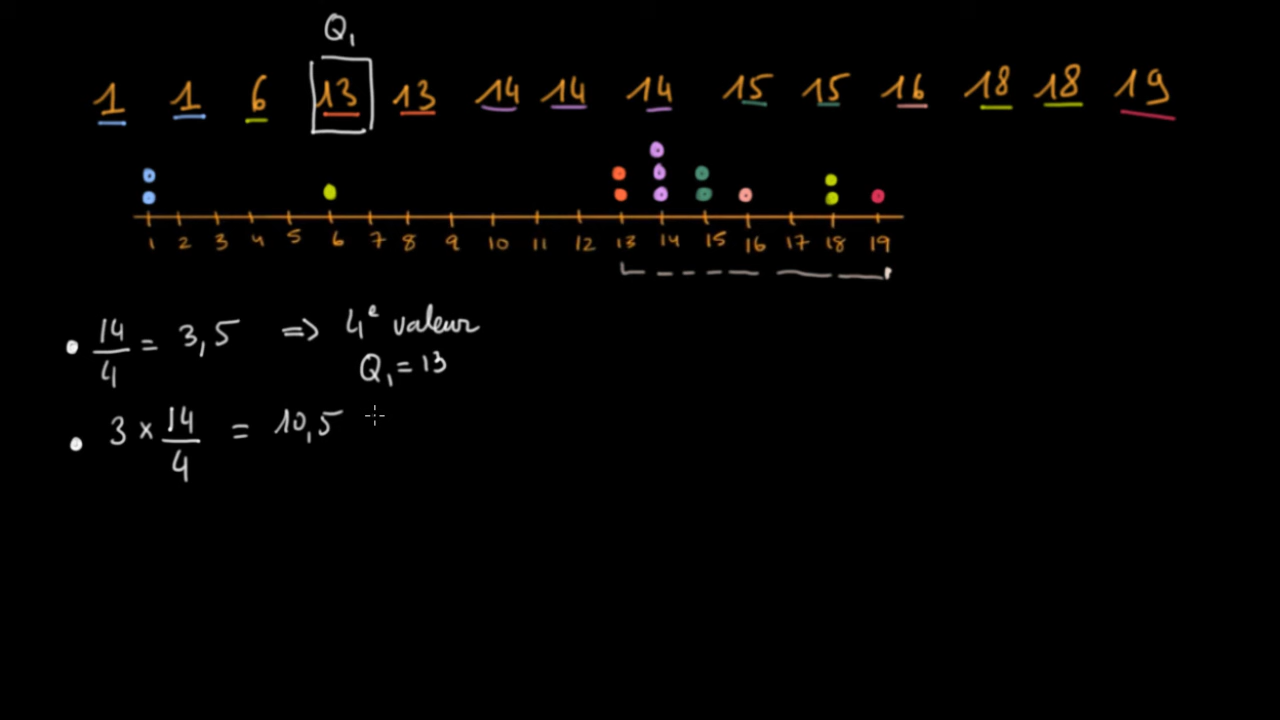 Q₁
1 1 6 13 13 14 14 14 15 15 16 18 18 19
1 2 3 4 5 6 7 8 9 10 11 12 13 14 15 16 17 18 19
• 14/4 = 3,5 => 4e valeur
Q₁ = 13
• 3 × 14/4 = 10,5